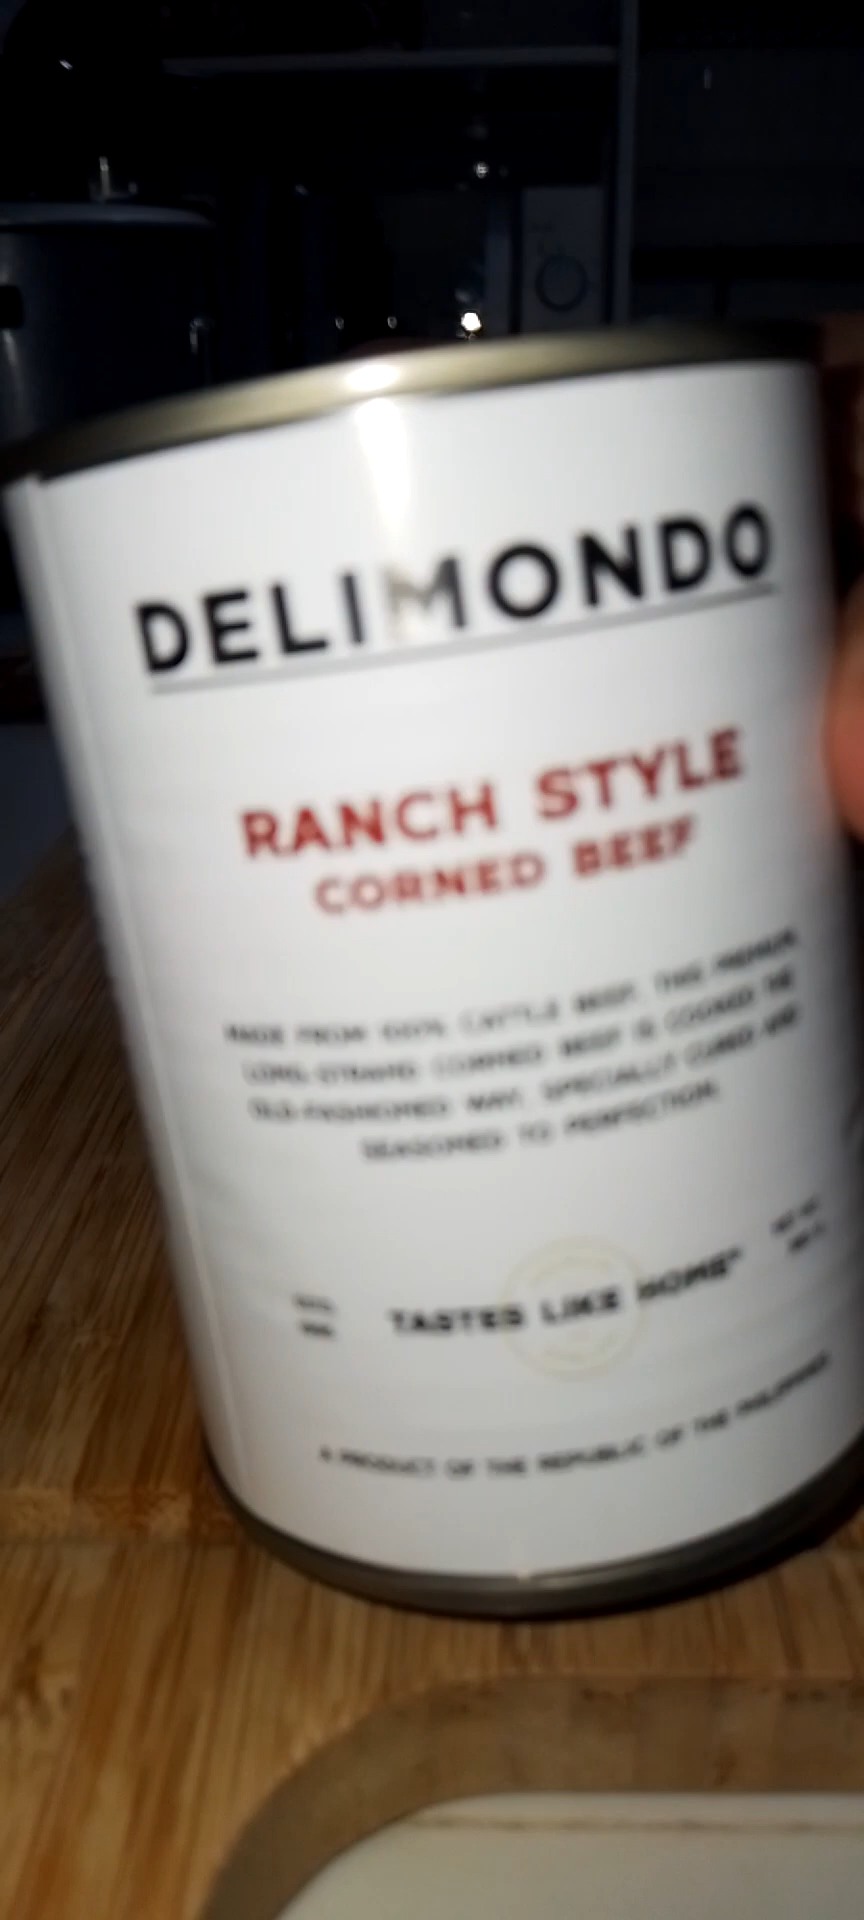 DELIMONDO
RANCH STYLE
CORNED BEEF
MADE FROM 100% CATTLE BEEF, THIS PREMIUM,
LONG-STRAND CORNED BEEF IS COOKED THE
OLD-FASHIONED WAY, SPECIALLY CURED AND
SEASONED TO PERFECTION.
TASTES LIKE HOME"
A PRODUCT OF THE REPUBLIC OF THE PHILIPPINES